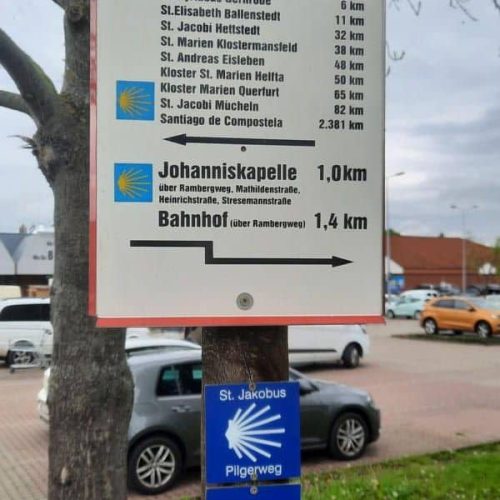 6 km
St.Elisabeth Ballenstedt 11 km
St. Jacobi Hettstedt 32 km
St. Marien Klostermansfeld 38 km
St. Andreas Eisleben 48 km
Kloster St. Marien Helfta 50 km
Kloster Marien Querfurt 65 km
St. Jacobi Mücheln 82 km
Santiago de Compostela 2.381 km
Johanniskapelle 1,0km
über Rambergweg, Mathildenstraße,
Heinrichstraße, Stresemannstraße
Bahnhof (über Rambergweg) 1,4 km
St. Jakobus
Pilgerweg